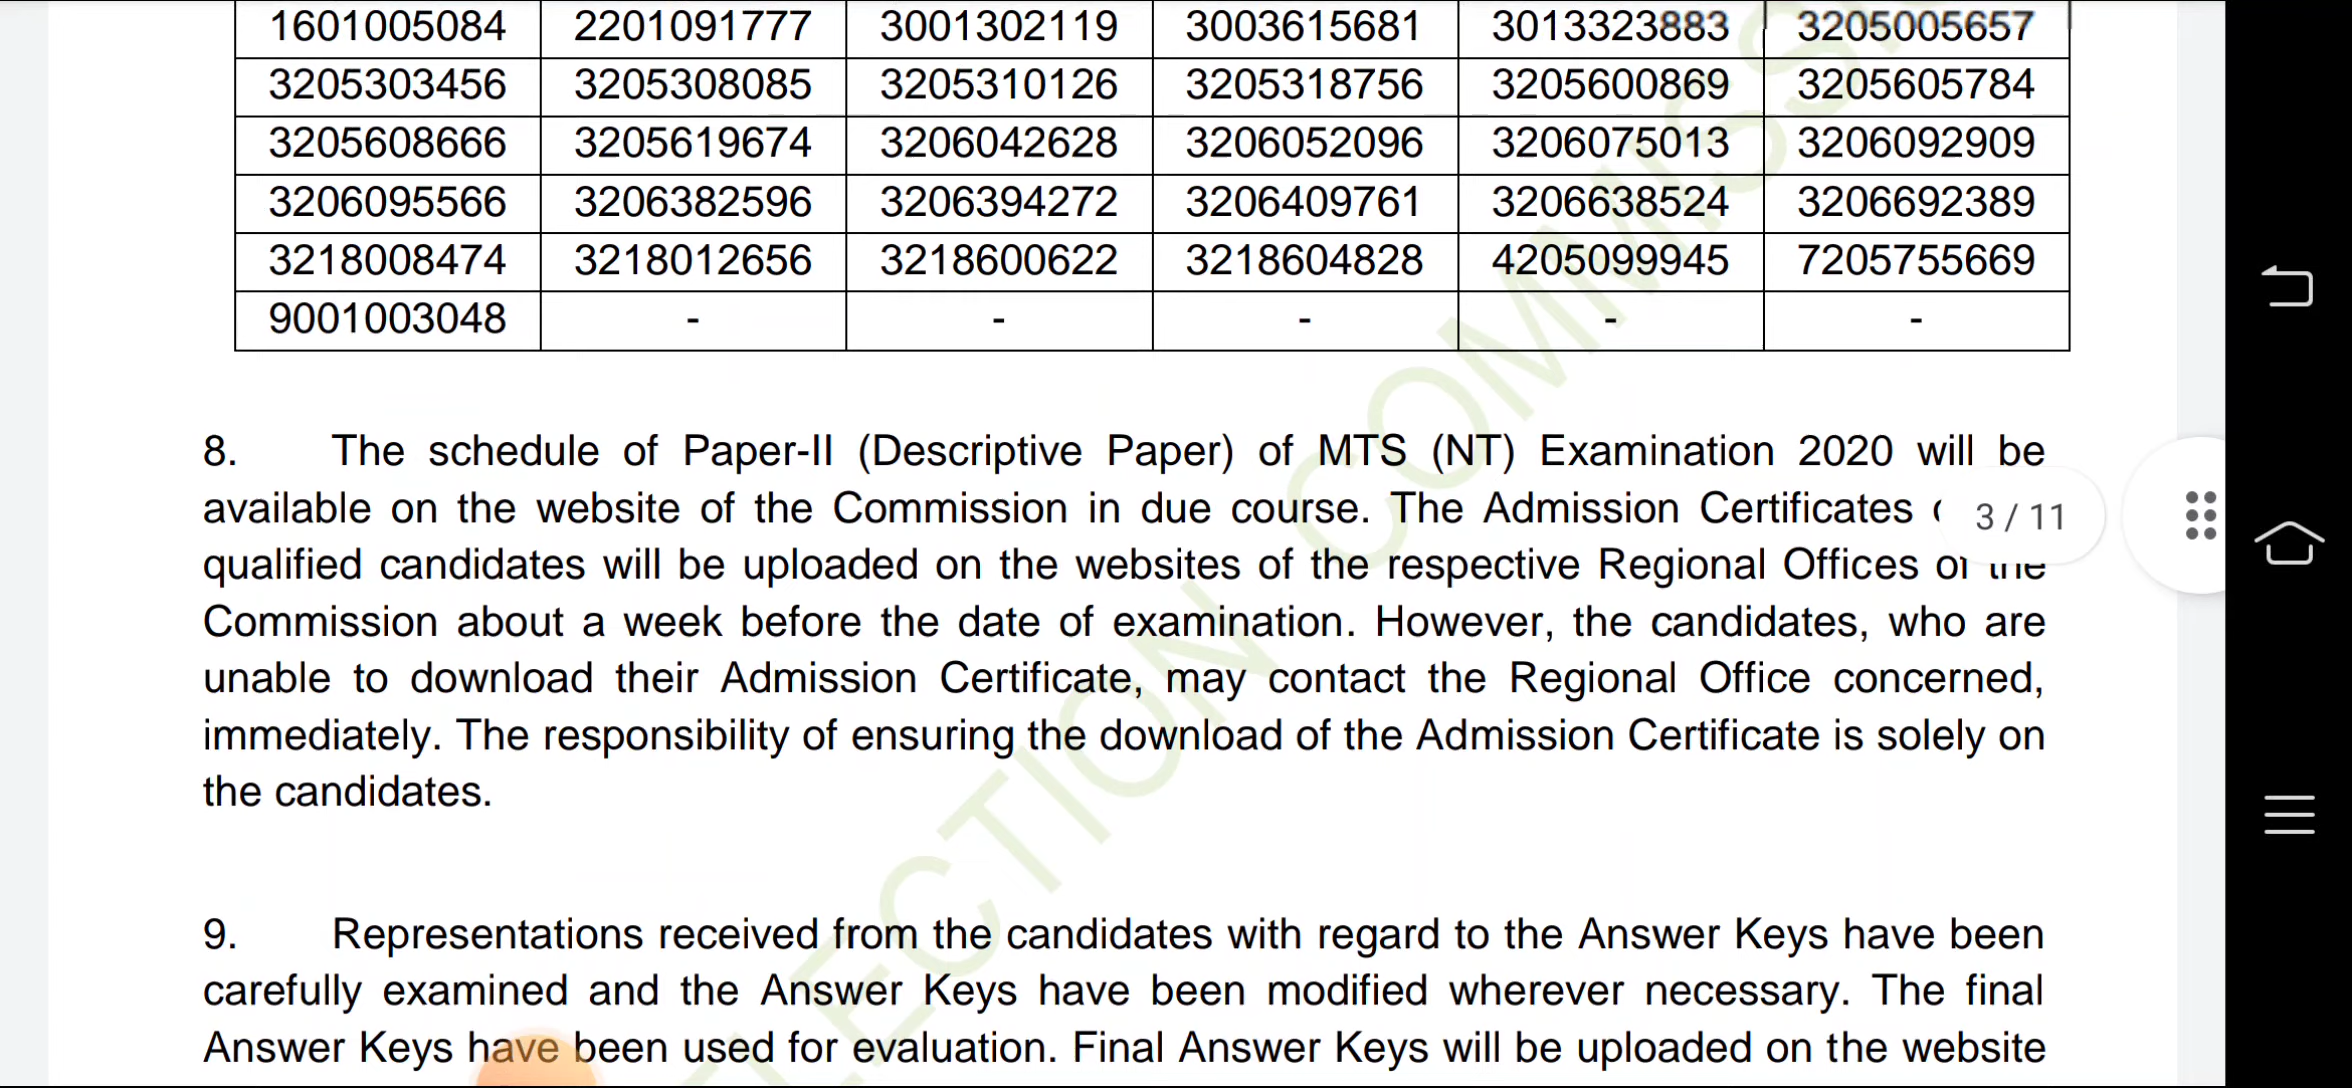 1601005084 2201091777 3001302119 3003615681 3013323883 3205005657
3205303456 3205308085 3205310126 3205318756 3205600869 3205605784
3205608666 3205619674 3206042628 3206052096 3206075013 3206092909
3206095566 3206382596 3206394272 3206409761 3206638524 3206692389
3218008474 3218012656 3218600622 3218604828 4205099945 7205755669
9001003048 - - - - -
8. The schedule of Paper-II (Descriptive Paper) of MTS (NT) Examination 2020 will be
available on the website of the Commission in due course. The Admission Certificates
3 / 11
qualified candidates will be uploaded on the websites of the respective Regional Offices of the
Commission about a week before the date of examination. However, the candidates, who are
unable to download their Admission Certificate, may contact the Regional Office concerned,
immediately. The responsibility of ensuring the download of the Admission Certificate is solely on
the candidates.
9. Representations received from the candidates with regard to the Answer Keys have been
carefully examined and the Answer Keys have been modified wherever necessary. The final
Answer Keys have been used for evaluation. Final Answer Keys will be uploaded on the website
LECTION COMMISS